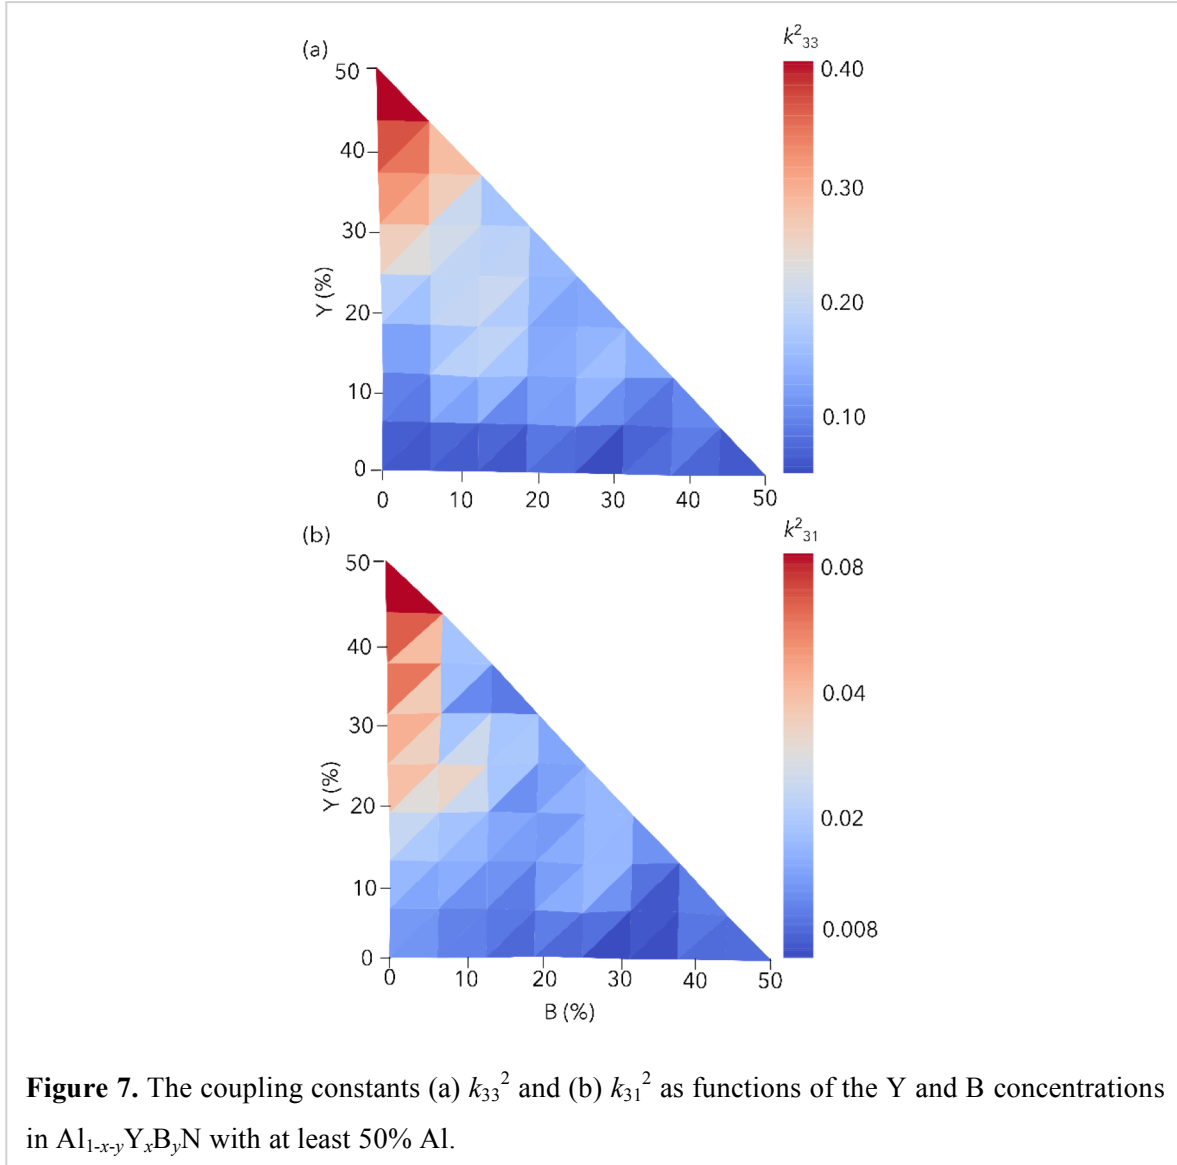 (a)
k²₃₃
50
40
30
20
10
0
Y (%)
0 10 20 30 40 50
0.40
0.30
0.20
0.10
(b)
k²₃₁
50
40
30
20
10
0
Y (%)
0 10 20 30 40 50
B (%)
0.08
0.04
0.02
0.008
Figure 7. The coupling constants (a) k₃₃² and (b) k₃₁² as functions of the Y and B concentrations
in Al₁₋ₓ₋ᵧYₓBᵧN with at least 50% Al.